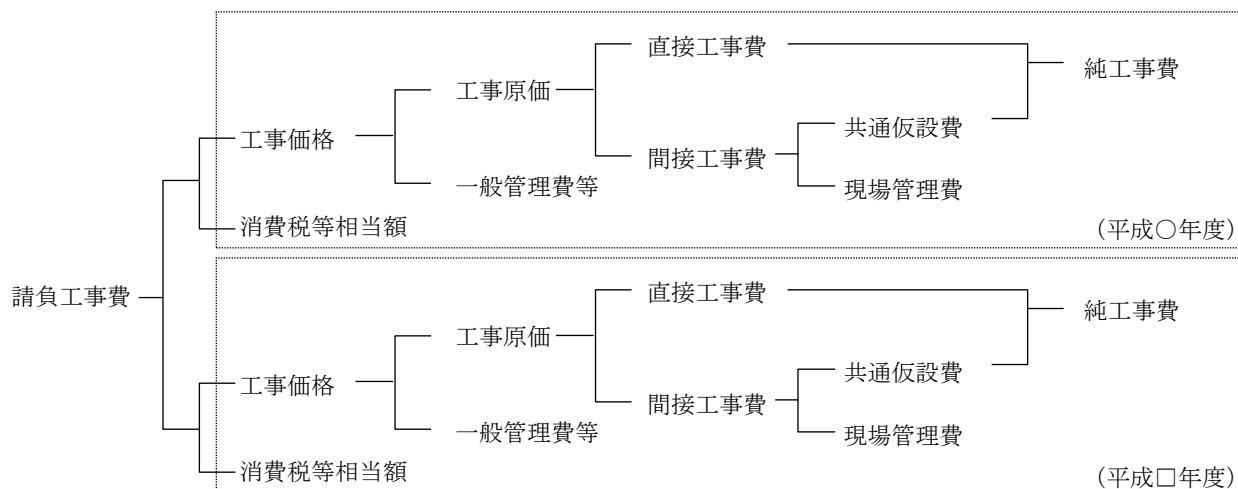 直接工事費
純工事費
工事原価
共通仮設費
工事価格
間接工事費
一般管理費等
現場管理費
消費税等相当額
（平成○年度）
請負工事費
直接工事費
純工事費
工事原価
共通仮設費
工事価格
間接工事費
一般管理費等
現場管理費
消費税等相当額
（平成□年度）